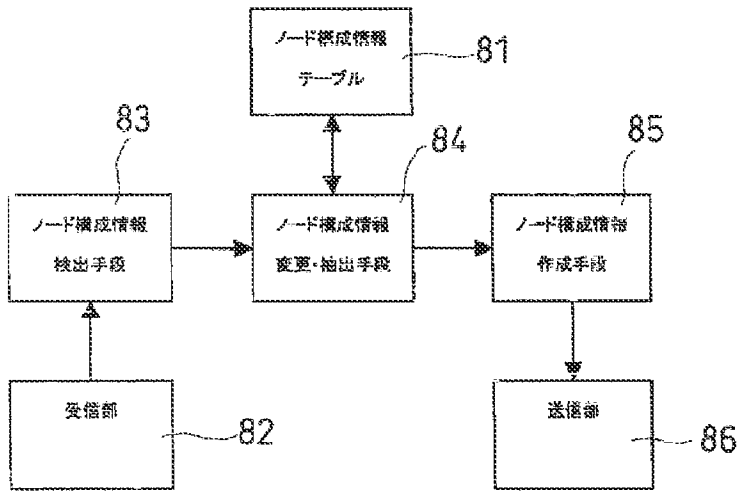 ノード構成情報
テーブル
81
83
84
85
ノード構成情報
検出手段
ノード構成情報
変更・抽出手段
ノード構成情報
作成手段
受信部
82
送信部
86